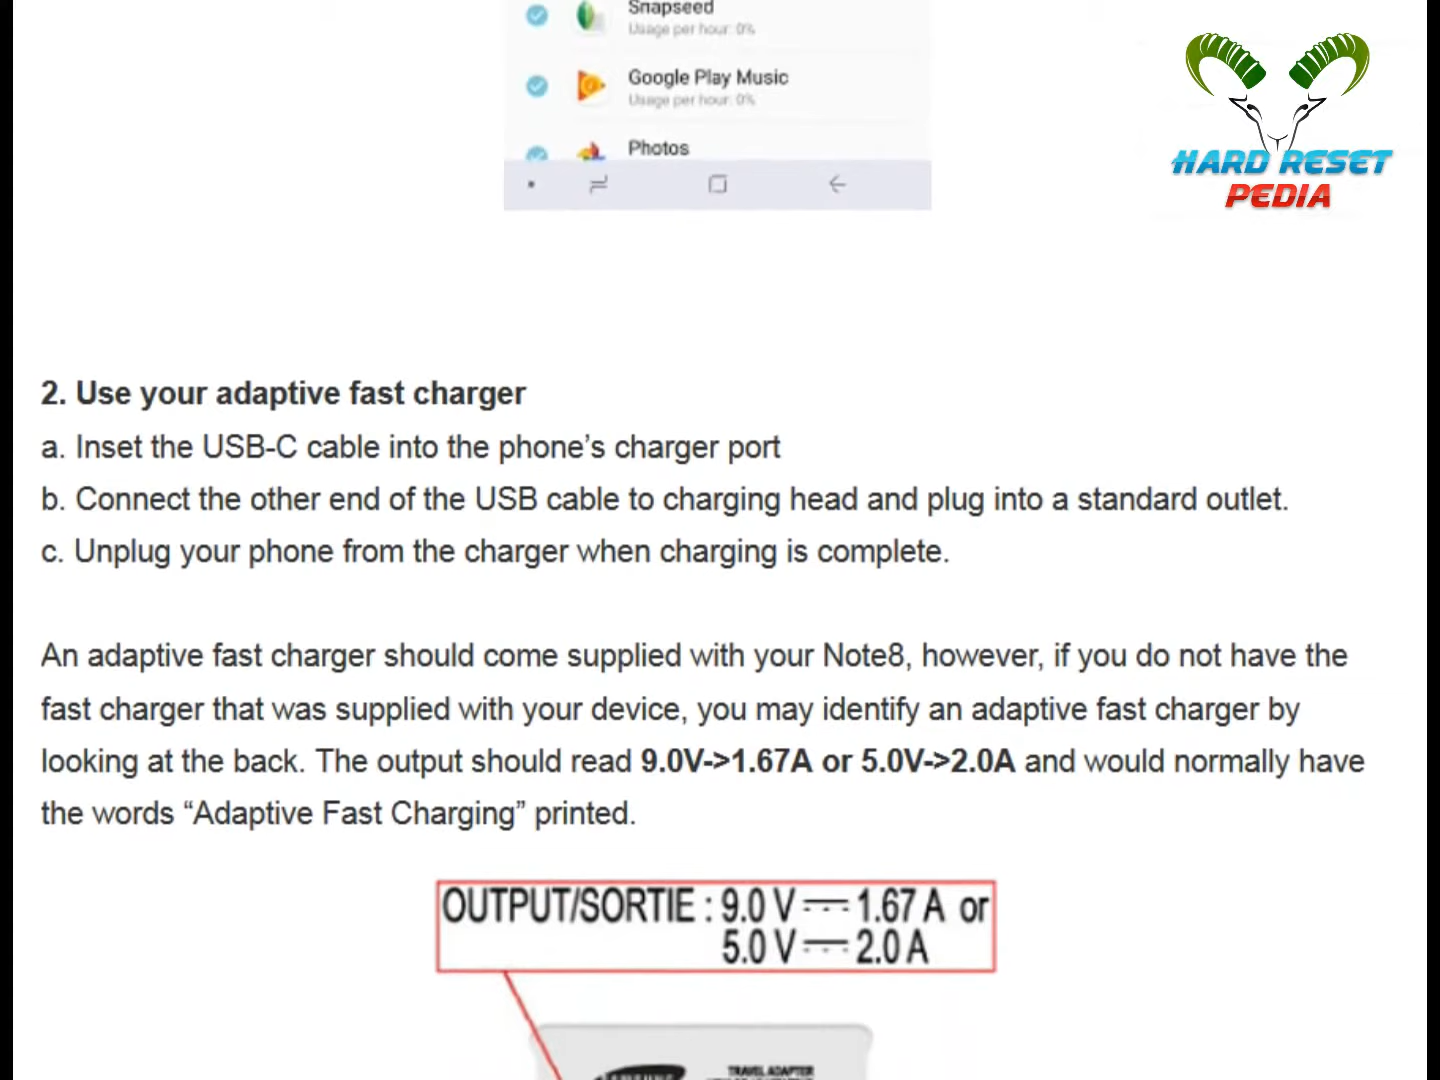 Snapseed
Usage per hour: 0%
Google Play Music
Usage per hour: 0%
Photos
HARD RESET
PEDIA
2. Use your adaptive fast charger
a. Inset the USB-C cable into the phone’s charger port
b. Connect the other end of the USB cable to charging head and plug into a standard outlet.
c. Unplug your phone from the charger when charging is complete.
An adaptive fast charger should come supplied with your Note8, however, if you do not have the
fast charger that was supplied with your device, you may identify an adaptive fast charger by
looking at the back. The output should read 9.0V->1.67A or 5.0V->2.0A and would normally have
the words “Adaptive Fast Charging” printed.
OUTPUT/SORTIE : 9.0 V ⎓ 1.67 A or
5.0 V ⎓ 2.0 A
SAMSUNG
TRAVEL ADAPTER